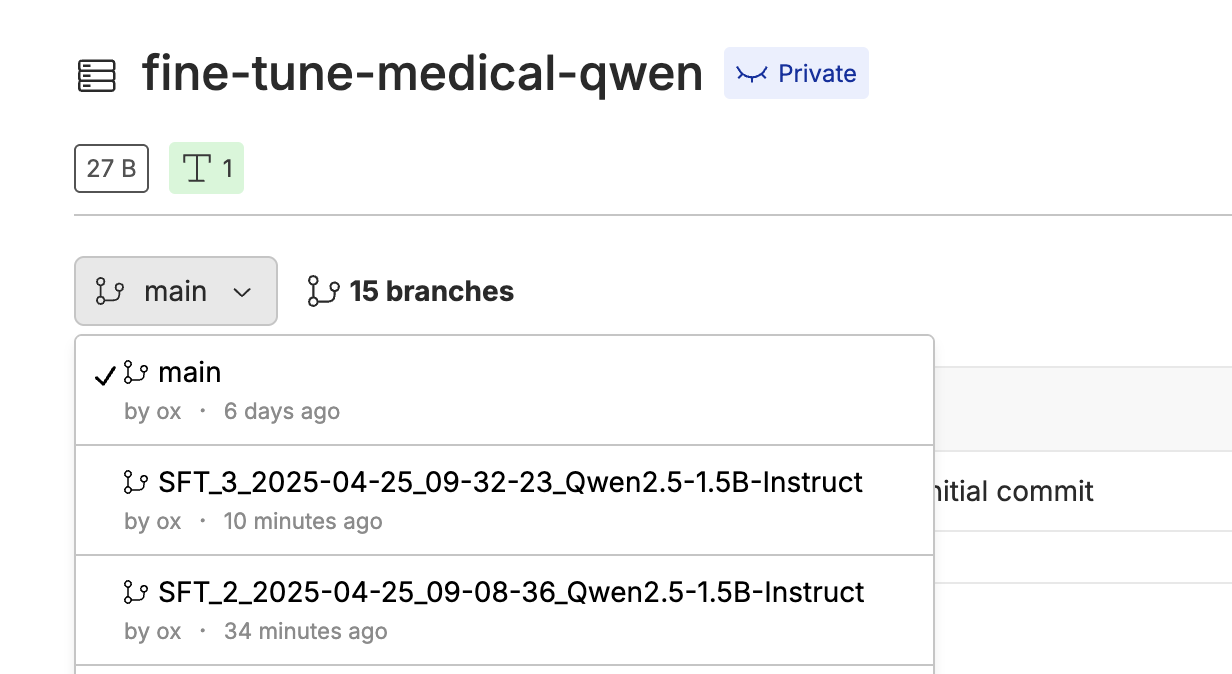 fine-tune-medical-qwen Private
27 B 1
main 15 branches
main
by ox · 6 days ago
SFT_3_2025-04-25_09-32-23_Qwen2.5-1.5B-Instruct
by ox · 10 minutes ago
commit
SFT_2_2025-04-25_09-08-36_Qwen2.5-1.5B-Instruct
by ox · 34 minutes ago